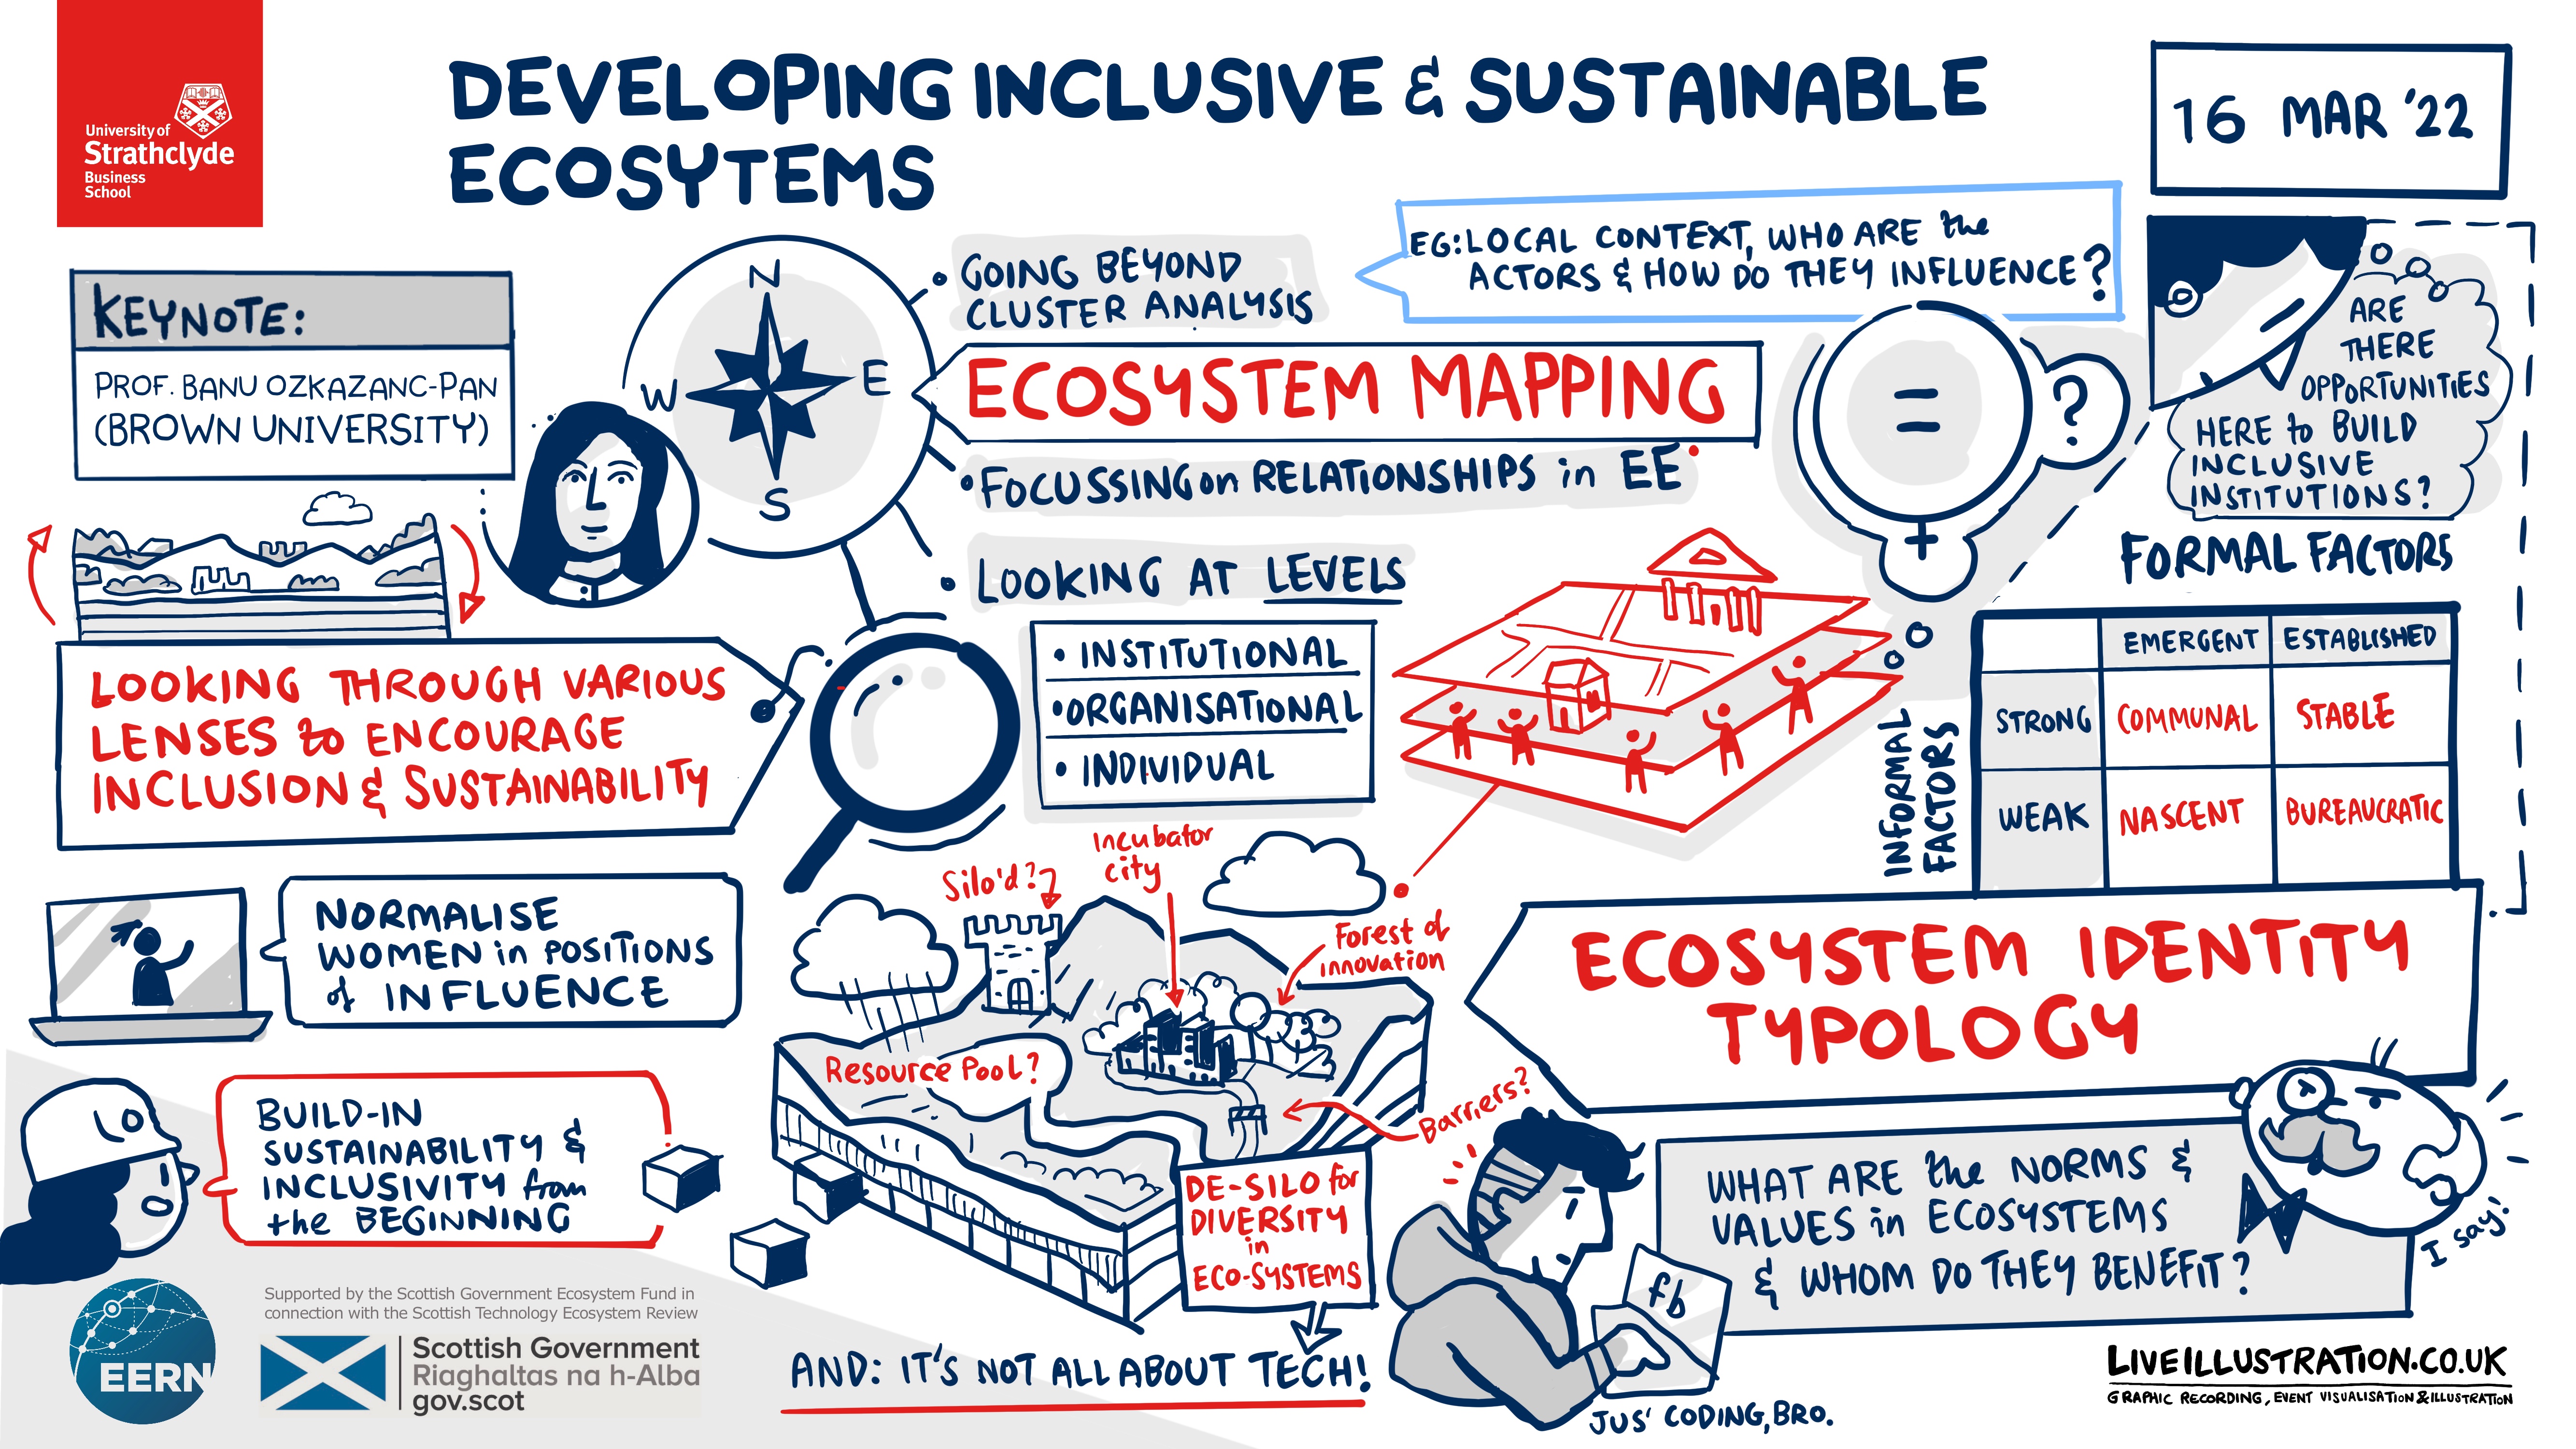 University of
Strathclyde
Business
School
DEVELOPING INCLUSIVE & SUSTAINABLE
ECOSYTEMS
16 MAR '22
KEYNOTE:
PROF. BANU OZKAZANC-PAN
(BROWN UNIVERSITY)
N
W
E
S
• GOING BEYOND
CLUSTER ANALYSIS
EG: LOCAL CONTEXT, WHO ARE the
ACTORS & HOW DO THEY INFLUENCE?
ECOSYSTEM MAPPING
• FOCUSSING on RELATIONSHIPS in EE
• LOOKING AT LEVELS
• INSTITUTIONAL
• ORGANISATIONAL
• INDIVIDUAL
=
?
+
ARE
THERE
OPPORTUNITIES
HERE to BUILD
INCLUSIVE
INSTITUTIONS?
FORMAL FACTORS
INFORMAL
FACTORS
EMERGENT ESTABLISHED
STRONG COMMUNAL STABLE
WEAK NASCENT BUREAUCRATIC
LOOKING THROUGH VARIOUS
LENSES to ENCOURAGE
INCLUSION & SUSTAINABILITY
NORMALISE
WOMEN in POSITIONS
of INFLUENCE
BUILD-IN
SUSTAINABILITY &
INCLUSIVITY from
the BEGINNING
Silo'd?
Incubator
city
Forest of
innovation
Resource Pool?
Barriers?
DE-SILO for
DIVERSITY
in
ECO-SYSTEMS
AND: IT'S NOT ALL ABOUT TECH!
ECOSYSTEM IDENTITY
TYPOLOGY
WHAT ARE the NORMS &
VALUES in ECOSYSTEMS
& WHOM DO THEY BENEFIT?
I say!
fb
JUS' CODING, BRO.
EERN
Supported by the Scottish Government Ecosystem Fund in
connection with the Scottish Technology Ecosystem Review
Scottish Government
Riaghaltas na h-Alba
gov.scot
LIVEILLUSTRATION.CO.UK
GRAPHIC RECORDING, EVENT VISUALISATION & ILLUSTRATION